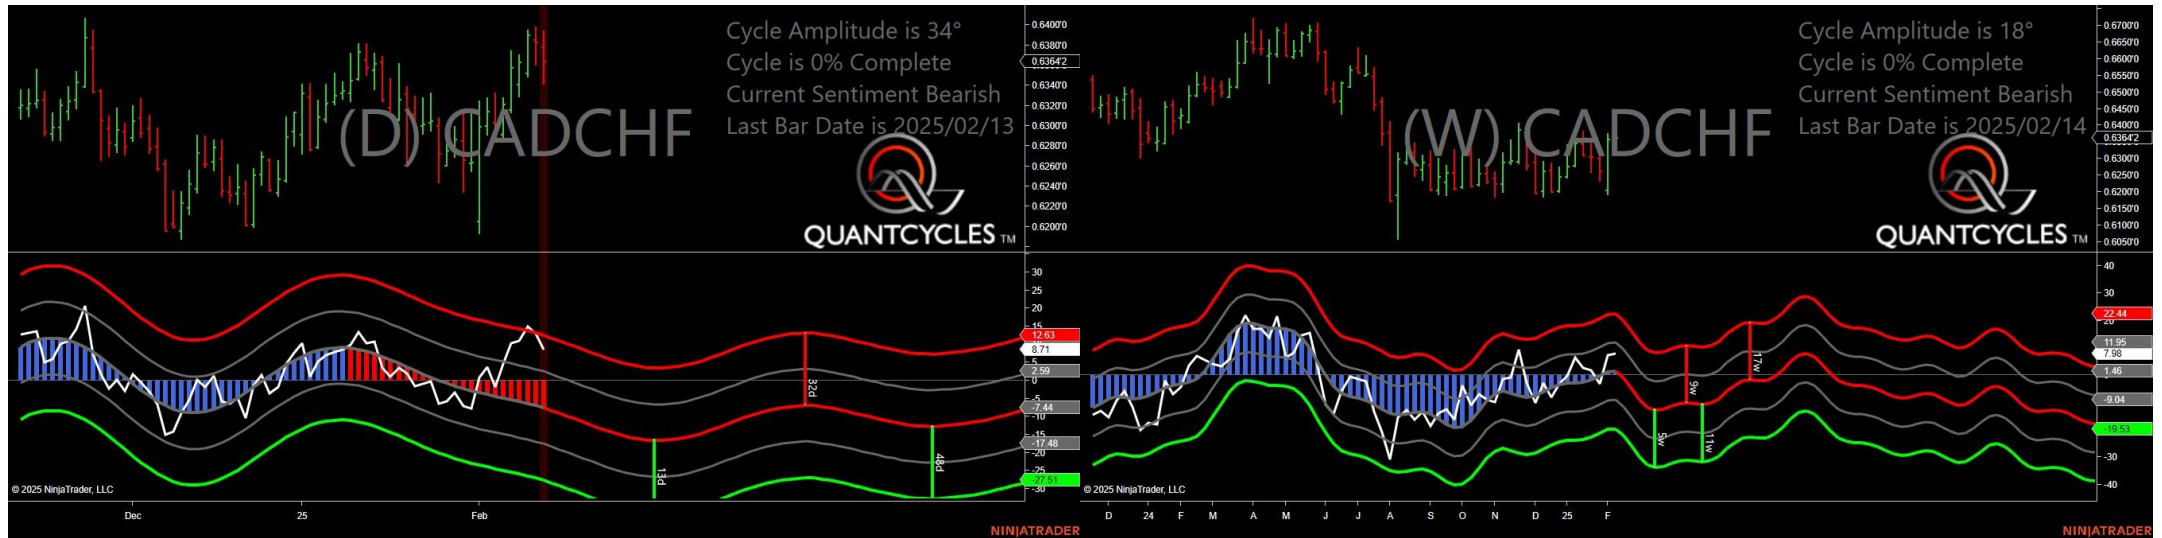 Cycle Amplitude is 34°
Cycle is 0% Complete
Current Sentiment Bearish
Last Bar Date is 2025/02/13
(D) CADCHF
QUANTCYCLES TM
0.6400'0
0.6380'0
0.6364'2
0.6340'0
0.6320'0
0.6300'0
0.6280'0
0.6260'0
0.6240'0
0.6220'0
0.6200'0
30
25
20
15
12.63
8.71
5
2.59
0
-5
-7.44
-10
-15
-17.48
-20
-25
-27.51
-30
13d
32d
48d
© 2025 NinjaTrader, LLC
Dec
25
Feb
NINJATRADER
Cycle Amplitude is 18°
Cycle is 0% Complete
Current Sentiment Bearish
Last Bar Date is 2025/02/14
(W) CADCHF
QUANTCYCLES TM
0.6700'0
0.6650'0
0.6600'0
0.6550'0
0.6500'0
0.6450'0
0.6400'0
0.6364'2
0.6300'0
0.6250'0
0.6200'0
0.6150'0
0.6100'0
0.6050'0
40
30
22.44
20
11.95
7.98
1.46
-9.04
-19.53
-30
-40
5w
9w
11w
17w
© 2025 NinjaTrader, LLC
D
24
F
M
A
M
J
J
A
S
O
N
D
25
F
NINJATRADER